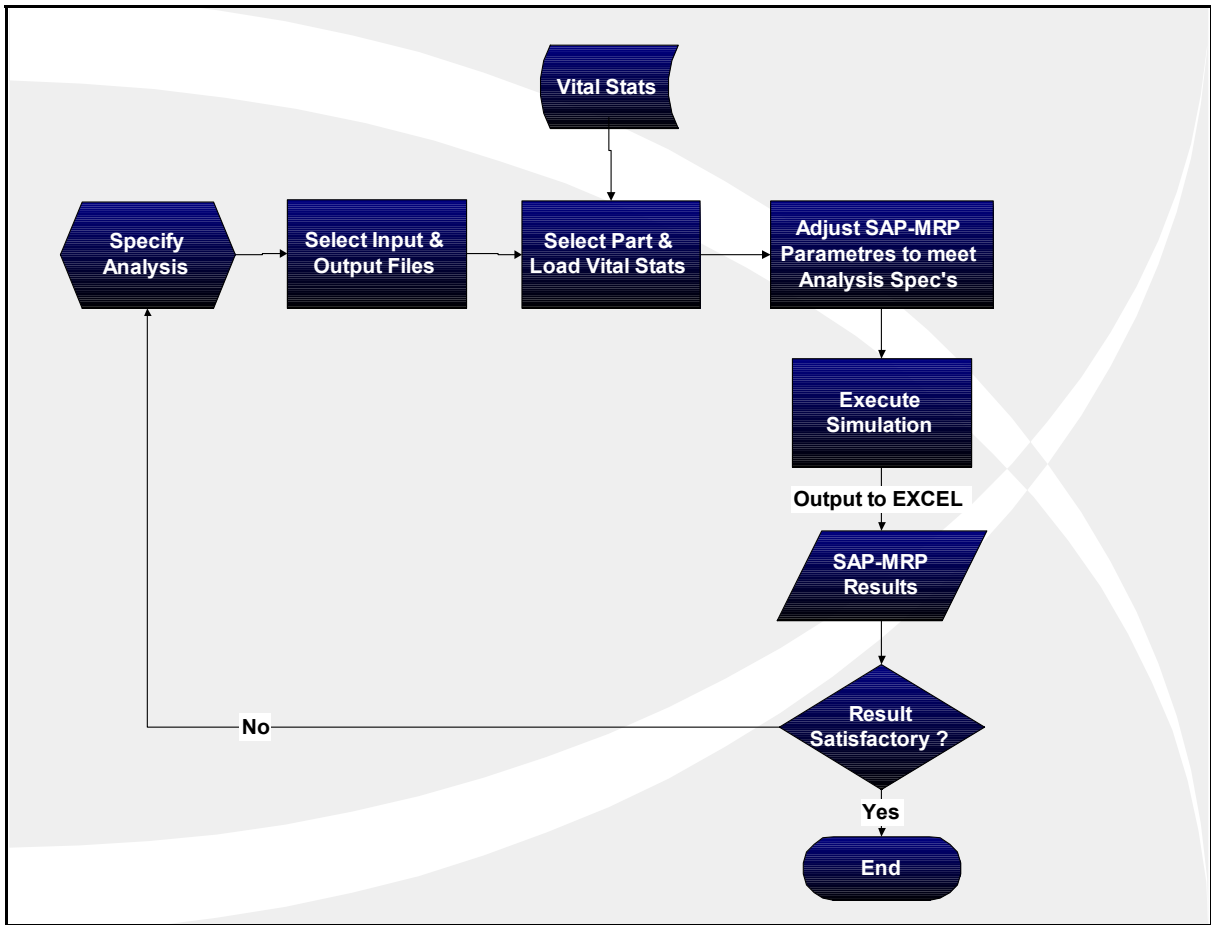 Vital Stats
Specify
Analysis
Select Input &
Output Files
Select Part &
Load Vital Stats
Adjust SAP-MRP
Parametres to meet
Analysis Spec's
Execute
Simulation
Output to EXCEL
SAP-MRP
Results
Result
Satisfactory ?
No
Yes
End